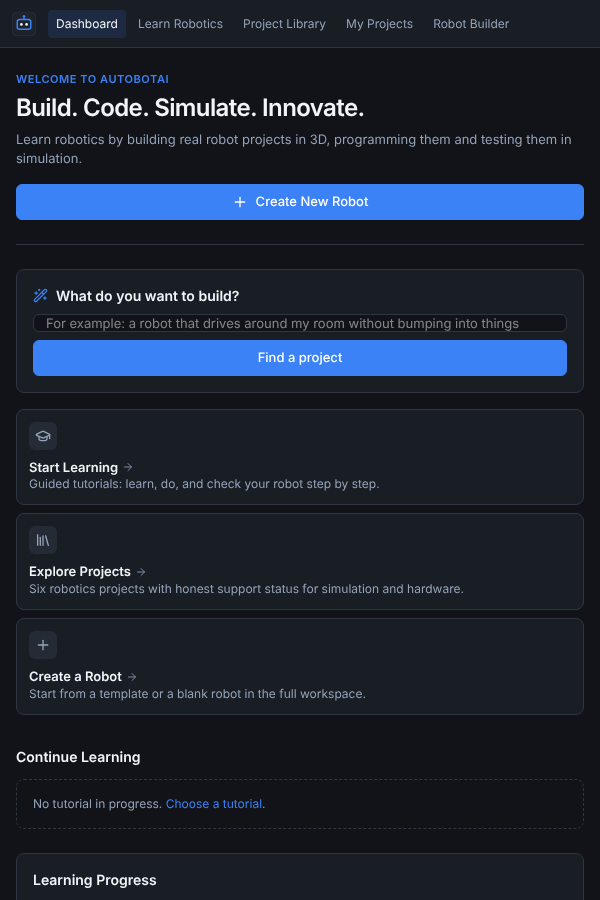 Dashboard Learn Robotics Project Library My Projects Robot Builder
WELCOME TO AUTOBOTAI
Build. Code. Simulate. Innovate.
Learn robotics by building real robot projects in 3D, programming them and testing them in
simulation.
Create New Robot
What do you want to build?
For example: a robot that drives around my room without bumping into things
Find a project
Start Learning
Guided tutorials: learn, do, and check your robot step by step.
Explore Projects
Six robotics projects with honest support status for simulation and hardware.
Create a Robot
Start from a template or a blank robot in the full workspace.
Continue Learning
No tutorial in progress. Choose a tutorial.
Learning Progress